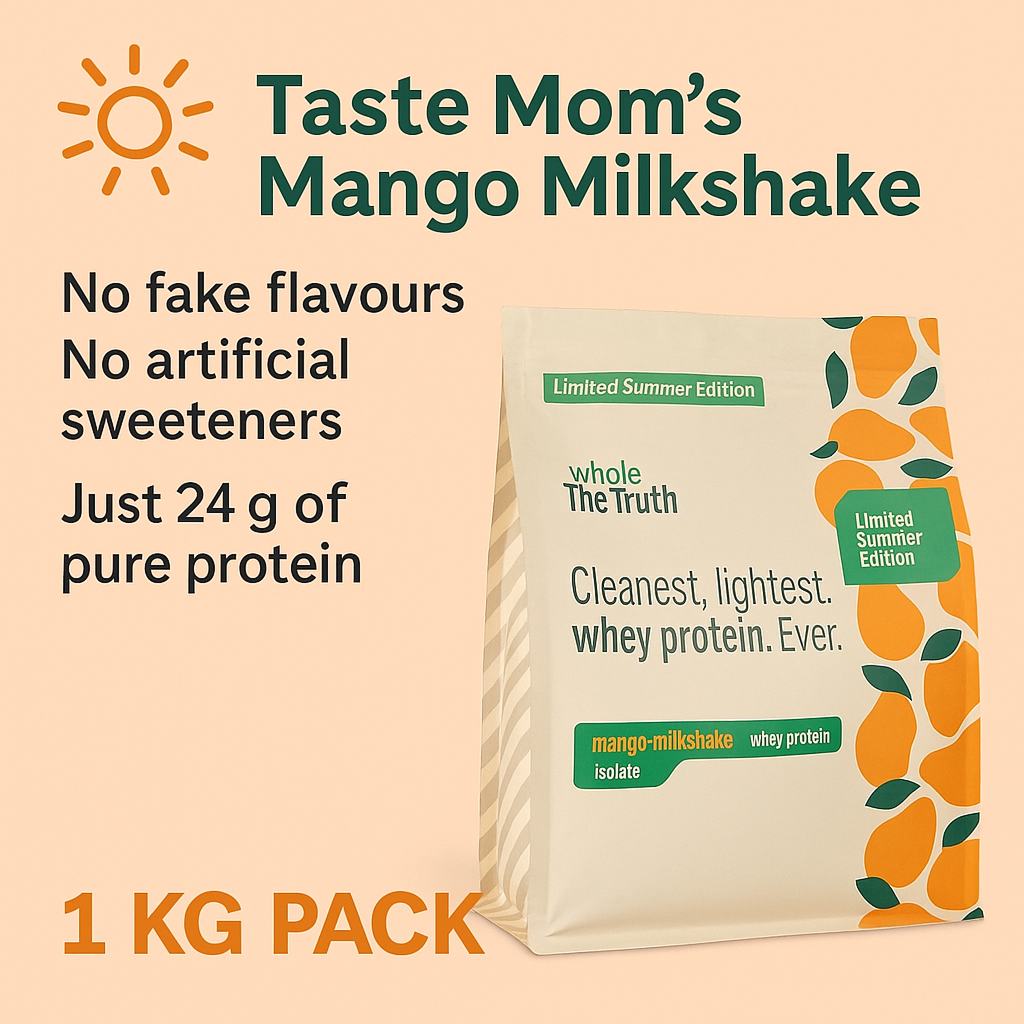 Taste Mom’s
Mango Milkshake
No fake flavours
No artificial
sweeteners
Just 24 g of
pure protein
Limited Summer Edition
whole
The Truth
LImited
Summer
Edition
Cleanest, lightest.
whey protein. Ever.
mango-milkshake whey protein
isolate
1 KG PACK